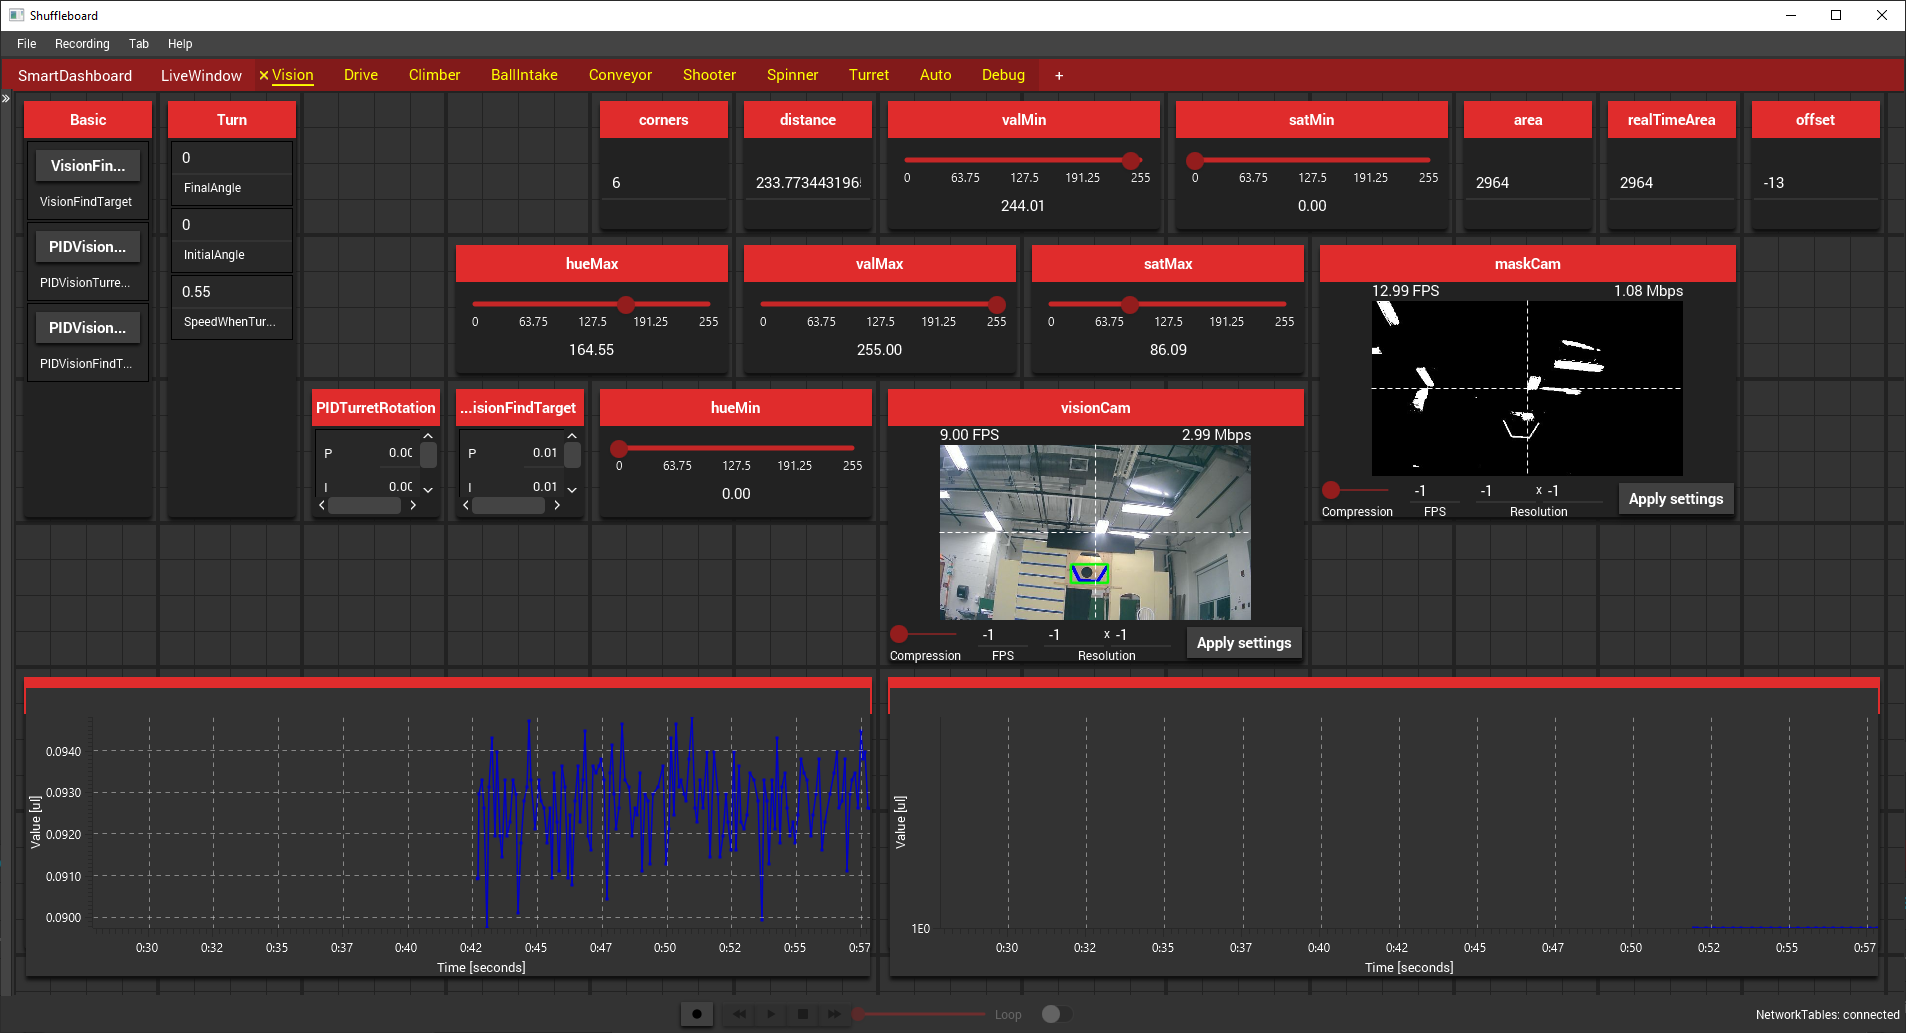 Shuffleboard
File Recording Tab Help
SmartDashboard LiveWindow Vision Drive Climber BallIntake Conveyor Shooter Spinner Turret Auto Debug +
Basic
VisionFin...
VisionFindTarget
PIDVision...
PIDVisionTurre...
PIDVision...
PIDVisionFindT...
Turn
0
FinalAngle
0
InitialAngle
0.55
SpeedWhenTur...
corners
6
distance
233.773443196
valMin
0 63.75 127.5 191.25 255
244.01
satMin
0 63.75 127.5 191.25 255
0.00
area
2964
realTimeArea
2964
offset
-13
hueMax
0 63.75 127.5 191.25 255
164.55
valMax
0 63.75 127.5 191.25 255
255.00
satMax
0 63.75 127.5 191.25 255
86.09
maskCam
12.99 FPS 1.08 Mbps
-1 -1 x -1
Compression FPS Resolution
Apply settings
PIDTurretRotation
P 0.00
I 0.00
...isionFindTarget
P 0.01
I 0.01
hueMin
0 63.75 127.5 191.25 255
0.00
visionCam
9.00 FPS 2.99 Mbps
-1 -1 x -1
Compression FPS Resolution
Apply settings
Value [ul]
0.0940
0.0930
0.0920
0.0910
0.0900
0:30 0:32 0:35 0:37 0:40 0:42 0:45 0:47 0:50 0:52 0:55 0:57
Time [seconds]
Value [ul]
1E0
0:30 0:32 0:35 0:37 0:40 0:42 0:45 0:47 0:50 0:52 0:55 0:57
Time [seconds]
Loop
NetworkTables: connected